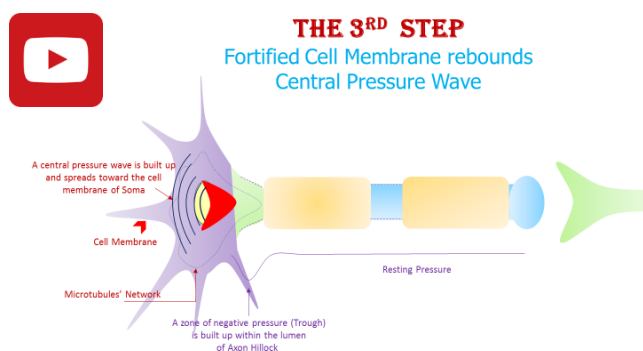 THE 3RD STEP
Fortified Cell Membrane rebounds
Central Pressure Wave
A central pressure wave is built up
and spreads toward the cell
membrane of Soma
Cell Membrane
Microtubules' Network
Resting Pressure
A zone of negative pressure (Trough)
is built up within the lumen
of Axon Hillock